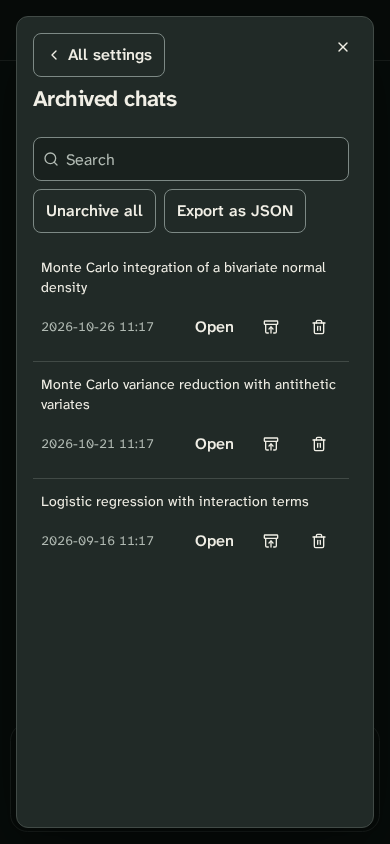 All settings
Archived chats
Search
Unarchive all
Export as JSON
Monte Carlo integration of a bivariate normal
density
2026-10-26 11:17
Open
Monte Carlo variance reduction with antithetic
variates
2026-10-21 11:17
Open
Logistic regression with interaction terms
2026-09-16 11:17
Open